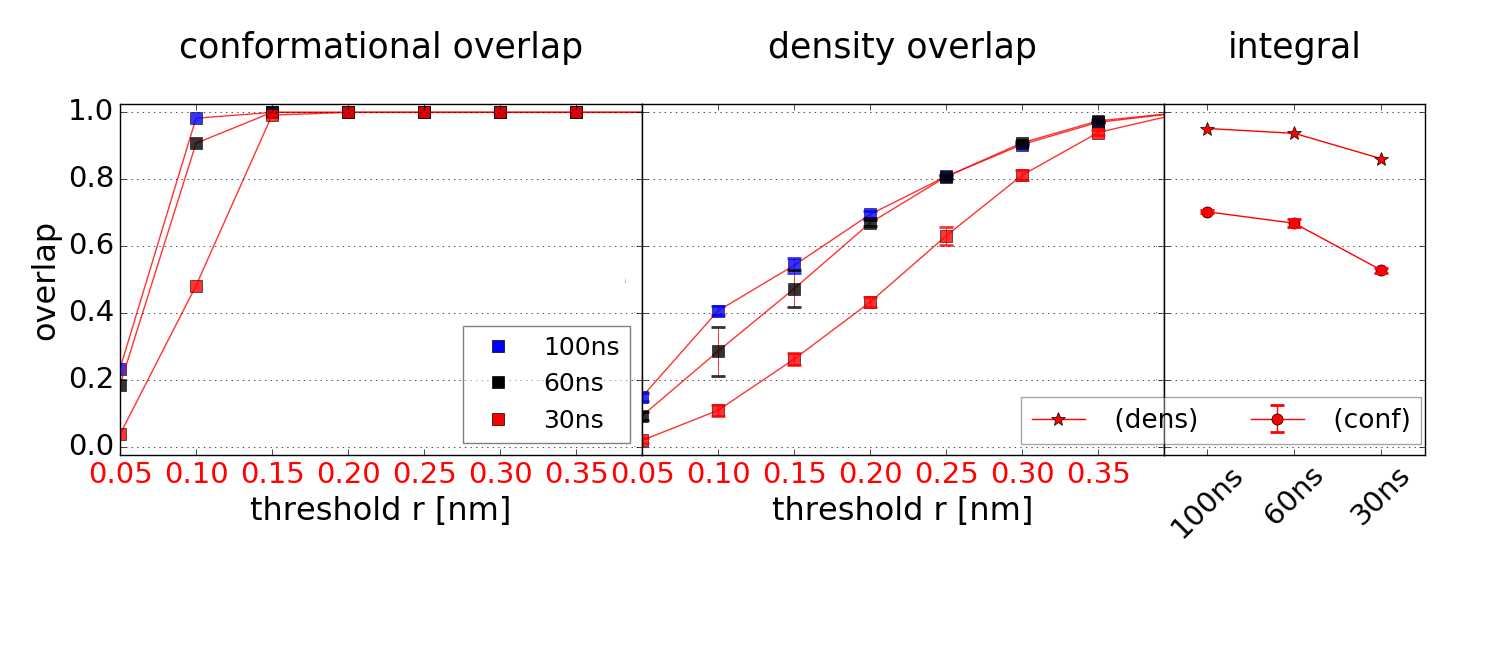 conformational overlap
density overlap
integral
overlap
1.0
0.8
0.6
0.4
0.2
0.0
100ns
60ns
30ns
(dens) (conf)
0.05 0.10 0.15 0.20 0.25 0.30 0.35
0.05 0.10 0.15 0.20 0.25 0.30 0.35
100ns 60ns 30ns
threshold r [nm]
threshold r [nm]